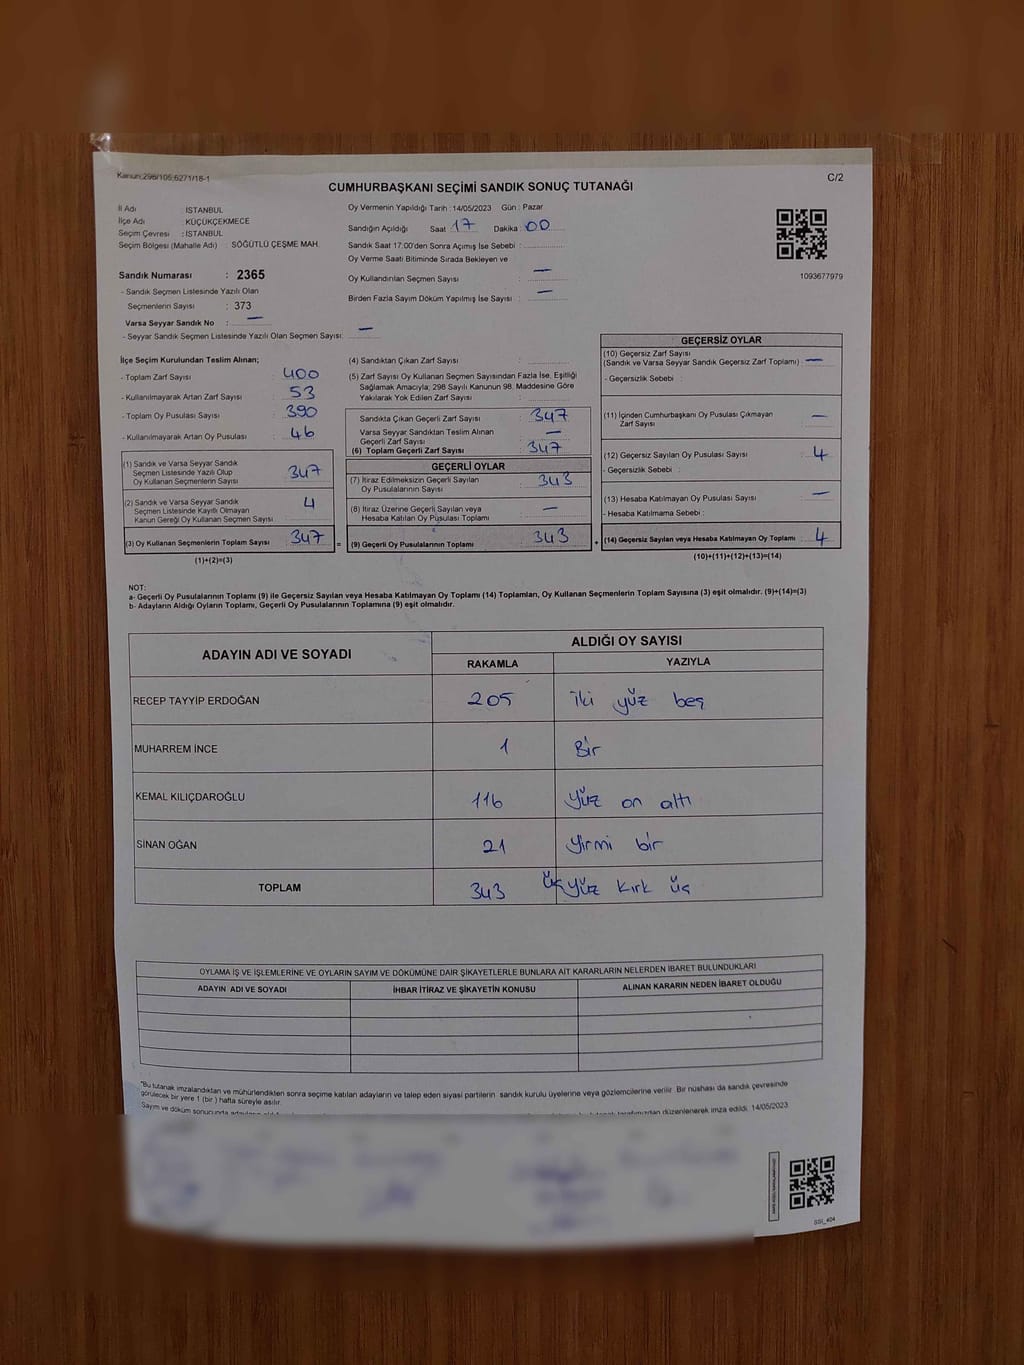 Kanun;298/105;6271/18-1
C/2
CUMHURBAŞKANI SEÇİMİ SANDIK SONUÇ TUTANAĞI
İl Adı İSTANBUL
İlçe Adı KÜÇÜKÇEKMECE
Seçim Çevresi : İSTANBUL
Seçim Bölgesi (Mahalle Adı) : SÖĞÜTLÜ ÇEŞME MAH.
Oy Vermenin Yapıldığı Tarih : 14/05/2023 Gün : Pazar
Sandığın Açıldığı Saat 17 Dakika : 00
Sandık Saat 17:00'den Sonra Açımış İse Sebebi :
Oy Verme Saati Bitiminde Sırada Bekleyen ve
Oy Kullandırılan Seçmen Sayısı : —
Birden Fazla Sayım Döküm Yapılmış İse Sayısı : —
1093677979
Sandık Numarası : 2365
- Sandık Seçmen Listesinde Yazılı Olan
Seçmenlerin Sayısı : 373
Varsa Seyyar Sandık No : —
- Seyyar Sandık Seçmen Listesinde Yazılı Olan Seçmen Sayısı: —
İlçe Seçim Kurulundan Teslim Alınan;
- Toplam Zarf Sayısı : 400
- Kullanılmayarak Artan Zarf Sayısı : 53
- Toplam Oy Pusulası Sayısı : 390
- Kullanılmayarak Artan Oy Pusulası : 46
(1) Sandık ve Varsa Seyyar Sandık
Seçmen Listesinde Yazılı Olup
Oy Kullanan Seçmenlerin Sayısı : 347
(2) Sandık ve Varsa Seyyar Sandık
Seçmen Listesinde Kayıtlı Olmayan
Kanun Gereği Oy Kullanan Seçmen Sayısı : 4
(3) Oy Kullanan Seçmenlerin Toplam Sayısı : 347 =
(1)+(2)=(3)
(4) Sandıktan Çıkan Zarf Sayısı :
(5) Zarf Sayısı Oy Kullanan Seçmen Sayısından Fazla İse, Eşitliği
Sağlamak Amacıyla; 298 Sayılı Kanunun 98. Maddesine Göre
Yakılarak Yok Edilen Zarf Sayısı :
Sandıkta Çıkan Geçerli Zarf Sayısı : 347
Varsa Seyyar Sandıktan Teslim Alınan
Geçerli Zarf Sayısı : —
(6) Toplam Geçerli Zarf Sayısı : 347
GEÇERLİ OYLAR
(7) İtiraz Edilmeksizin Geçerli Sayılan
Oy Pusulalarının Sayısı : 343
(8) İtiraz Üzerine Geçerli Sayılan veya
Hesaba Katılan Oy Pusulası Toplamı : —
(9) Geçerli Oy Pusulalarının Toplamı : 343 +
GEÇERSİZ OYLAR
(10) Geçersiz Zarf Sayısı
(Sandık ve Varsa Seyyar Sandık Geçersiz Zarf Toplamı) : —
- Geçersizlik Sebebi :
(11) İçinden Cumhurbaşkanı Oy Pusulası Çıkmayan
Zarf Sayısı : —
(12) Geçersiz Sayılan Oy Pusulası Sayısı : 4
- Geçersizlik Sebebi :
(13) Hesaba Katılmayan Oy Pusulası Sayısı : —
- Hesaba Katılmama Sebebi :
(14) Geçersiz Sayılan veya Hesaba Katılmayan Oy Toplamı : 4
(10)+(11)+(12)+(13)=(14)
NOT:
a- Geçerli Oy Pusulalarının Toplamı (9) ile Geçersiz Sayılan veya Hesaba Katılmayan Oy Toplamı (14) Toplamları, Oy Kullanan Seçmenlerin Toplam Sayısına (3) eşit olmalıdır. (9)+(14)=(3)
b- Adayların Aldığı Oyların Toplamı, Geçerli Oy Pusulalarının Toplamına (9) eşit olmalıdır.
ADAYIN ADI VE SOYADI
ALDIĞI OY SAYISI
RAKAMLA YAZIYLA
RECEP TAYYİP ERDOĞAN 205 iki yüz beş
MUHARREM İNCE 1 Bir
KEMAL KILIÇDAROĞLU 116 yüz on altı
SİNAN OĞAN 21 yirmi bir
TOPLAM 343 üç yüz kırk üç
OYLAMA İŞ VE İŞLEMLERİNE VE OYLARIN SAYIM VE DÖKÜMÜNE DAİR ŞİKAYETLERLE BUNLARA AİT KARARLARIN NELERDEN İBARET BULUNDUKLARI
ADAYIN ADI VE SOYADI İHBAR İTİRAZ VE ŞİKAYETİN KONUSU ALINAN KARARIN NEDEN İBARET OLDUĞU
"Bu tutanak imzalandıktan ve mühürlendikten sonra seçime katılan adayların ve talep eden siyasi partilerin sandık kurulu üyelerine veya gözlemcilerine verilir. Bir nüshası da sandık çevresinde
görülecek bir yere 1 (bir) hafta süreyle asılır.
Sayım ve döküm sonucunda tarafımızdan düzenlenerek imza edildi. 14/05/2023
SSI_404